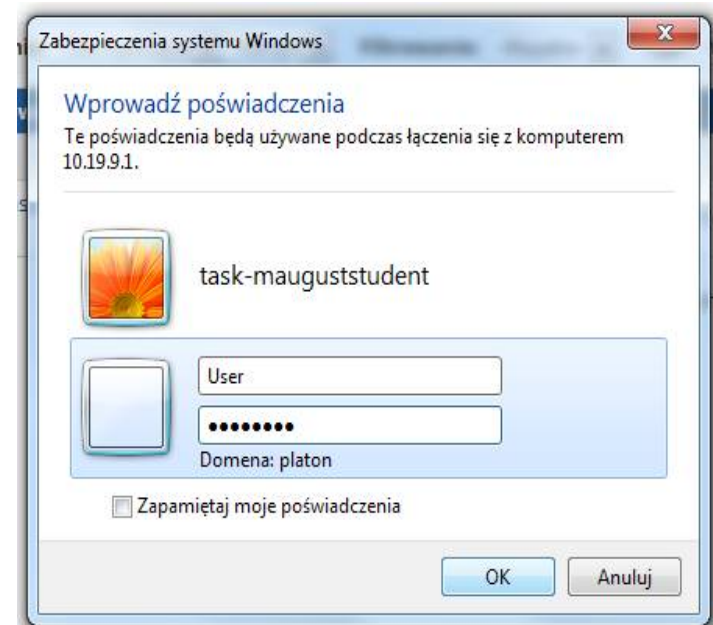 Zabezpieczenia systemu Windows
Wprowadź poświadczenia
Te poświadczenia będą używane podczas łączenia się z komputerem
10.19.9.1.
task-mauguststudent
User
●●●●●●●●
Domena: platon
Zapamiętaj moje poświadczenia
OK
Anuluj